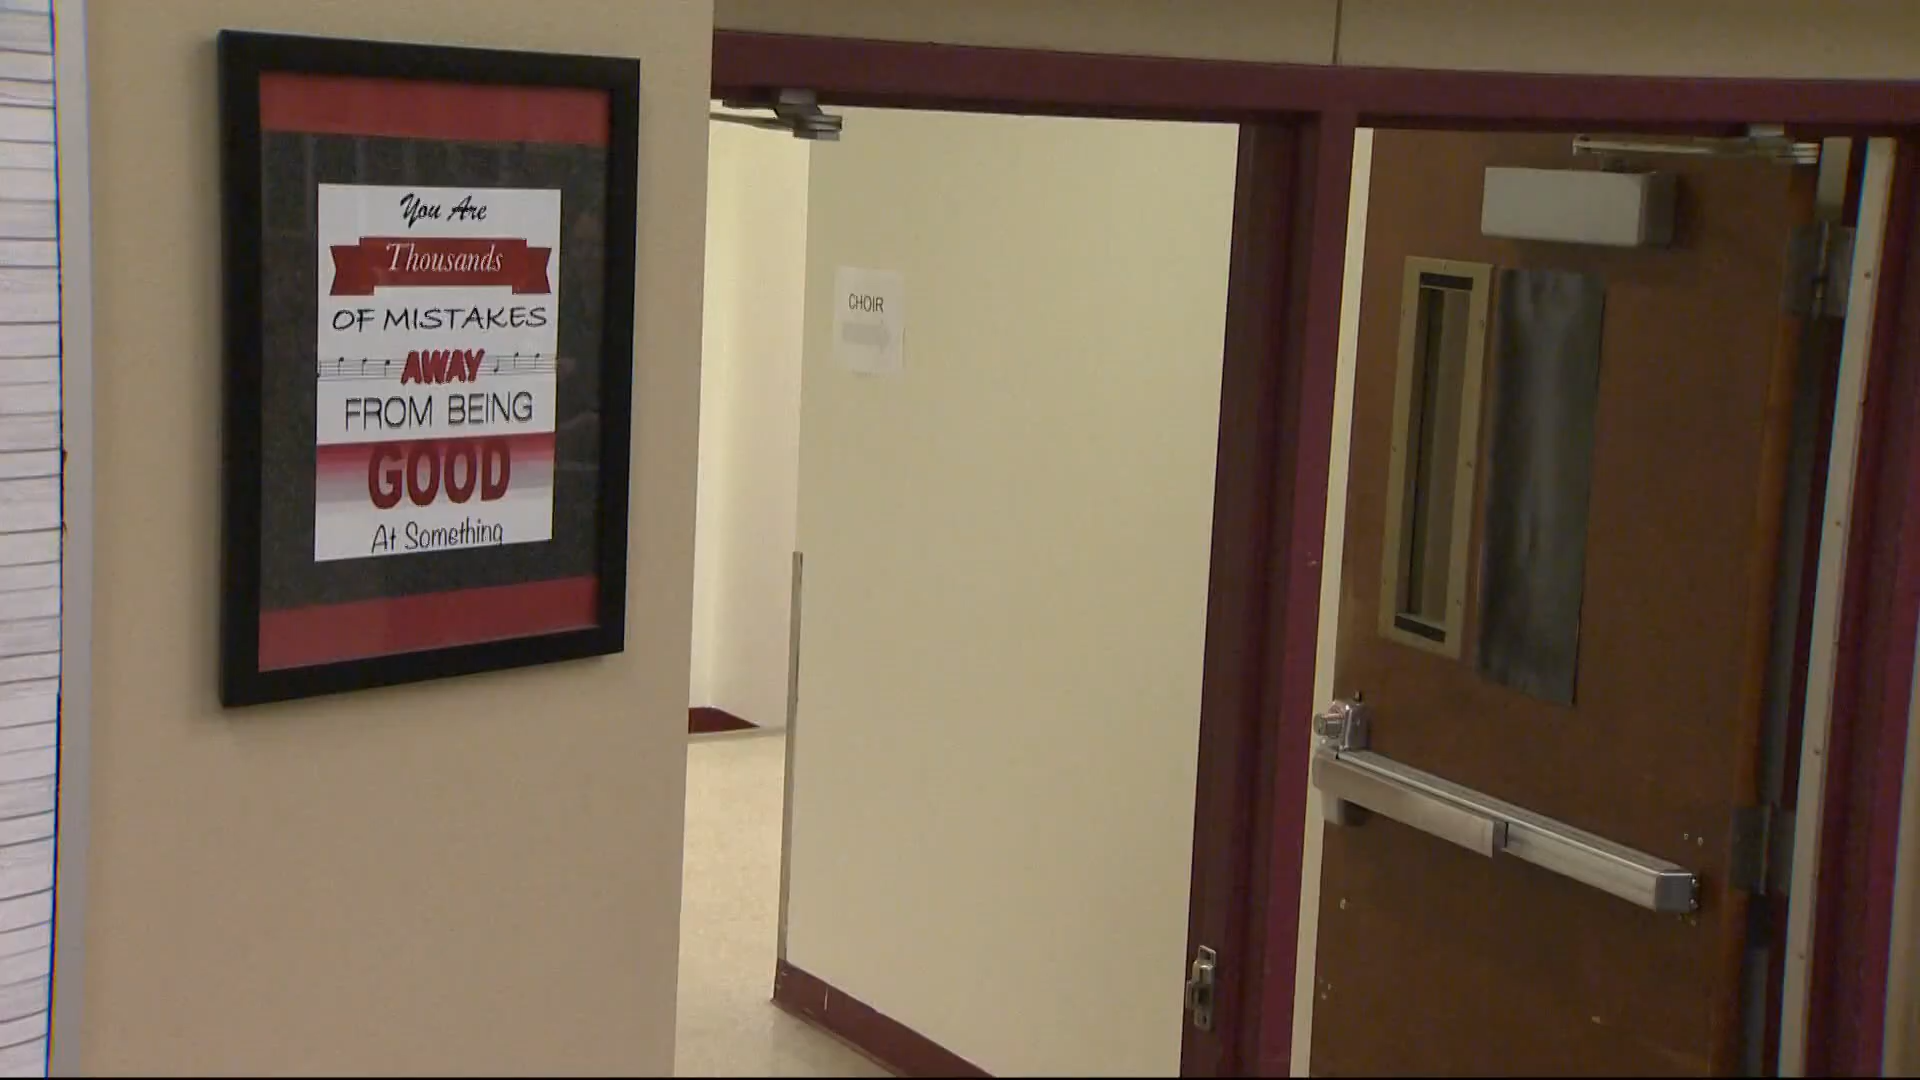 You Are
Thousands
OF MISTAKES
AWAY
FROM BEING
GOOD
At Something
CHOIR